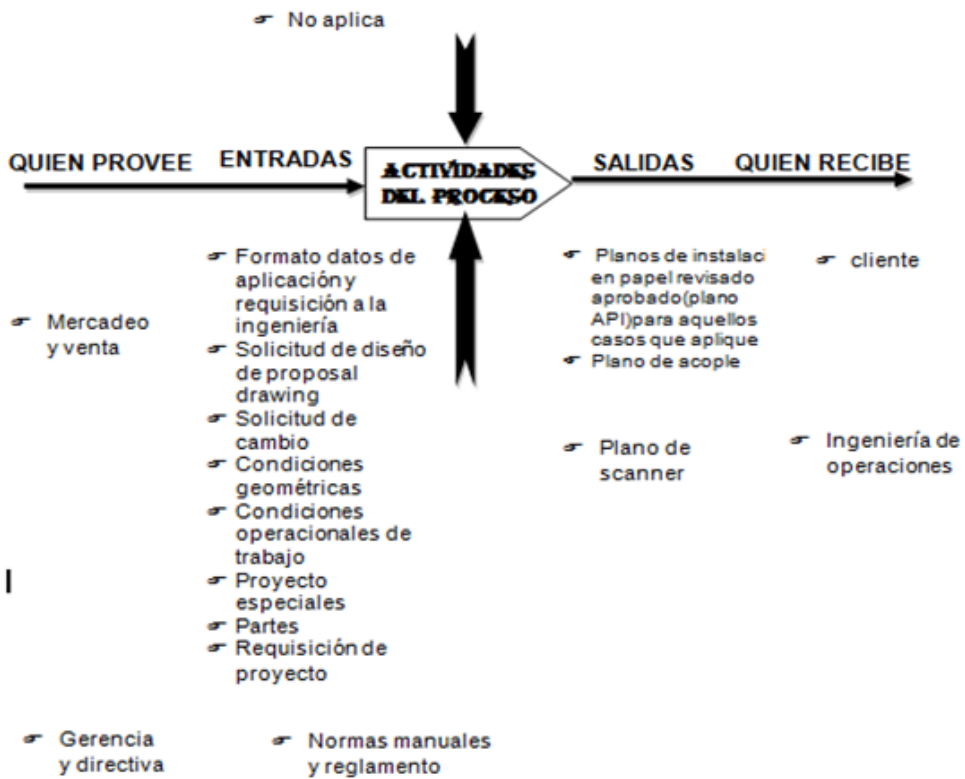 ☞ No aplica
QUIEN PROVEE
ENTRADAS
ACTIVIDADES
DEL PROCESO
SALIDAS
QUIEN RECIBE
☞ Mercadeo
y venta
☞ Formato datos de
aplicación y
requisición a la
ingeniería
☞ Solicitud de diseño
de proposal
drawing
☞ Solicitud de
cambio
☞ Condiciones
geométricas
☞ Condiciones
operacionales de
trabajo
☞ Proyecto
especiales
☞ Partes
☞ Requisición de
proyecto
☞ Planos de instalaci
en papel revisado
aprobado(plano
API)para aquellos
casos que aplique
☞ Plano de acople
☞ Plano de
scanner
☞ cliente
☞ Ingeniería de
operaciones
☞ Gerencia
y directiva
☞ Normas manuales
y reglamento